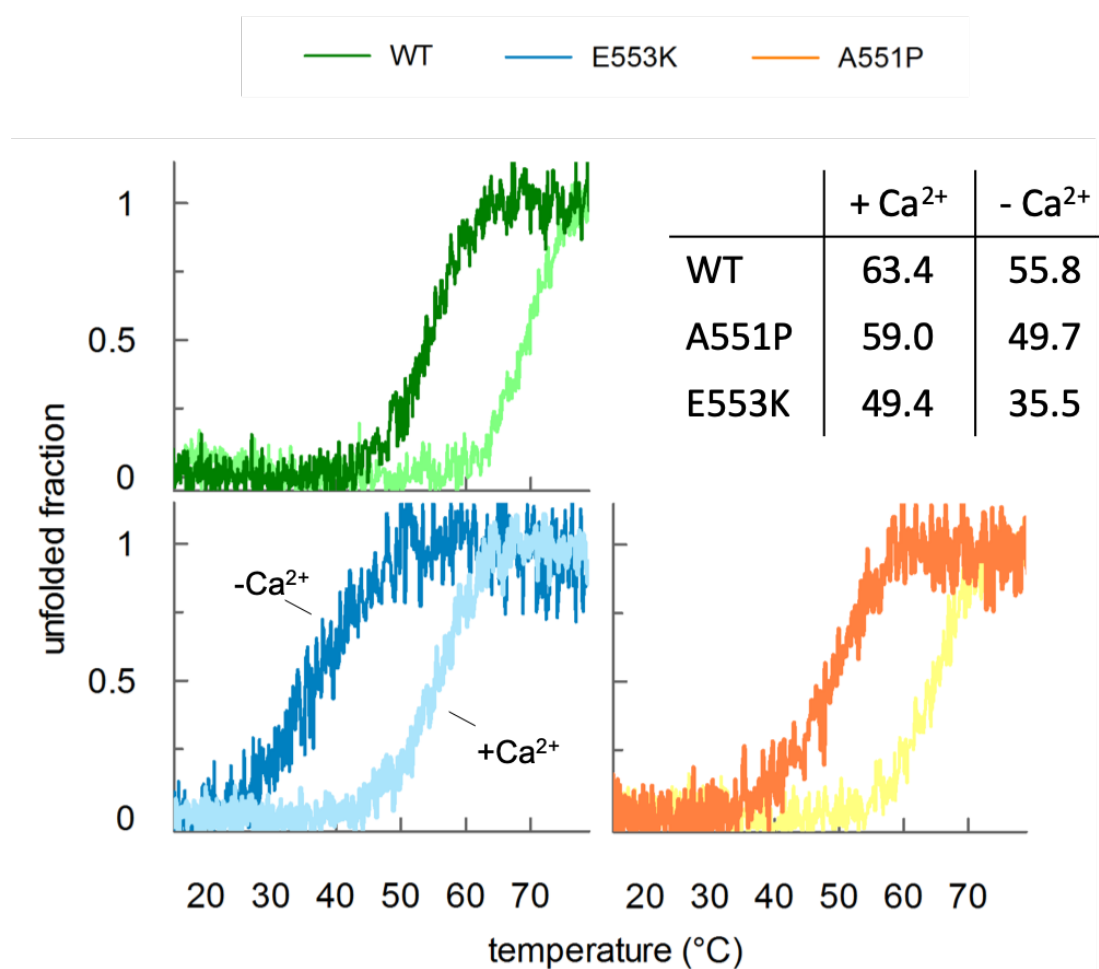 WT E553K A551P
+ Ca²⁺ - Ca²⁺
WT 63.4 55.8
A551P 59.0 49.7
E553K 49.4 35.5
1
0.5
0
unfolded fraction
1
0.5
0
-Ca²⁺
+Ca²⁺
20 30 40 50 60 70
20 30 40 50 60 70
temperature (°C)